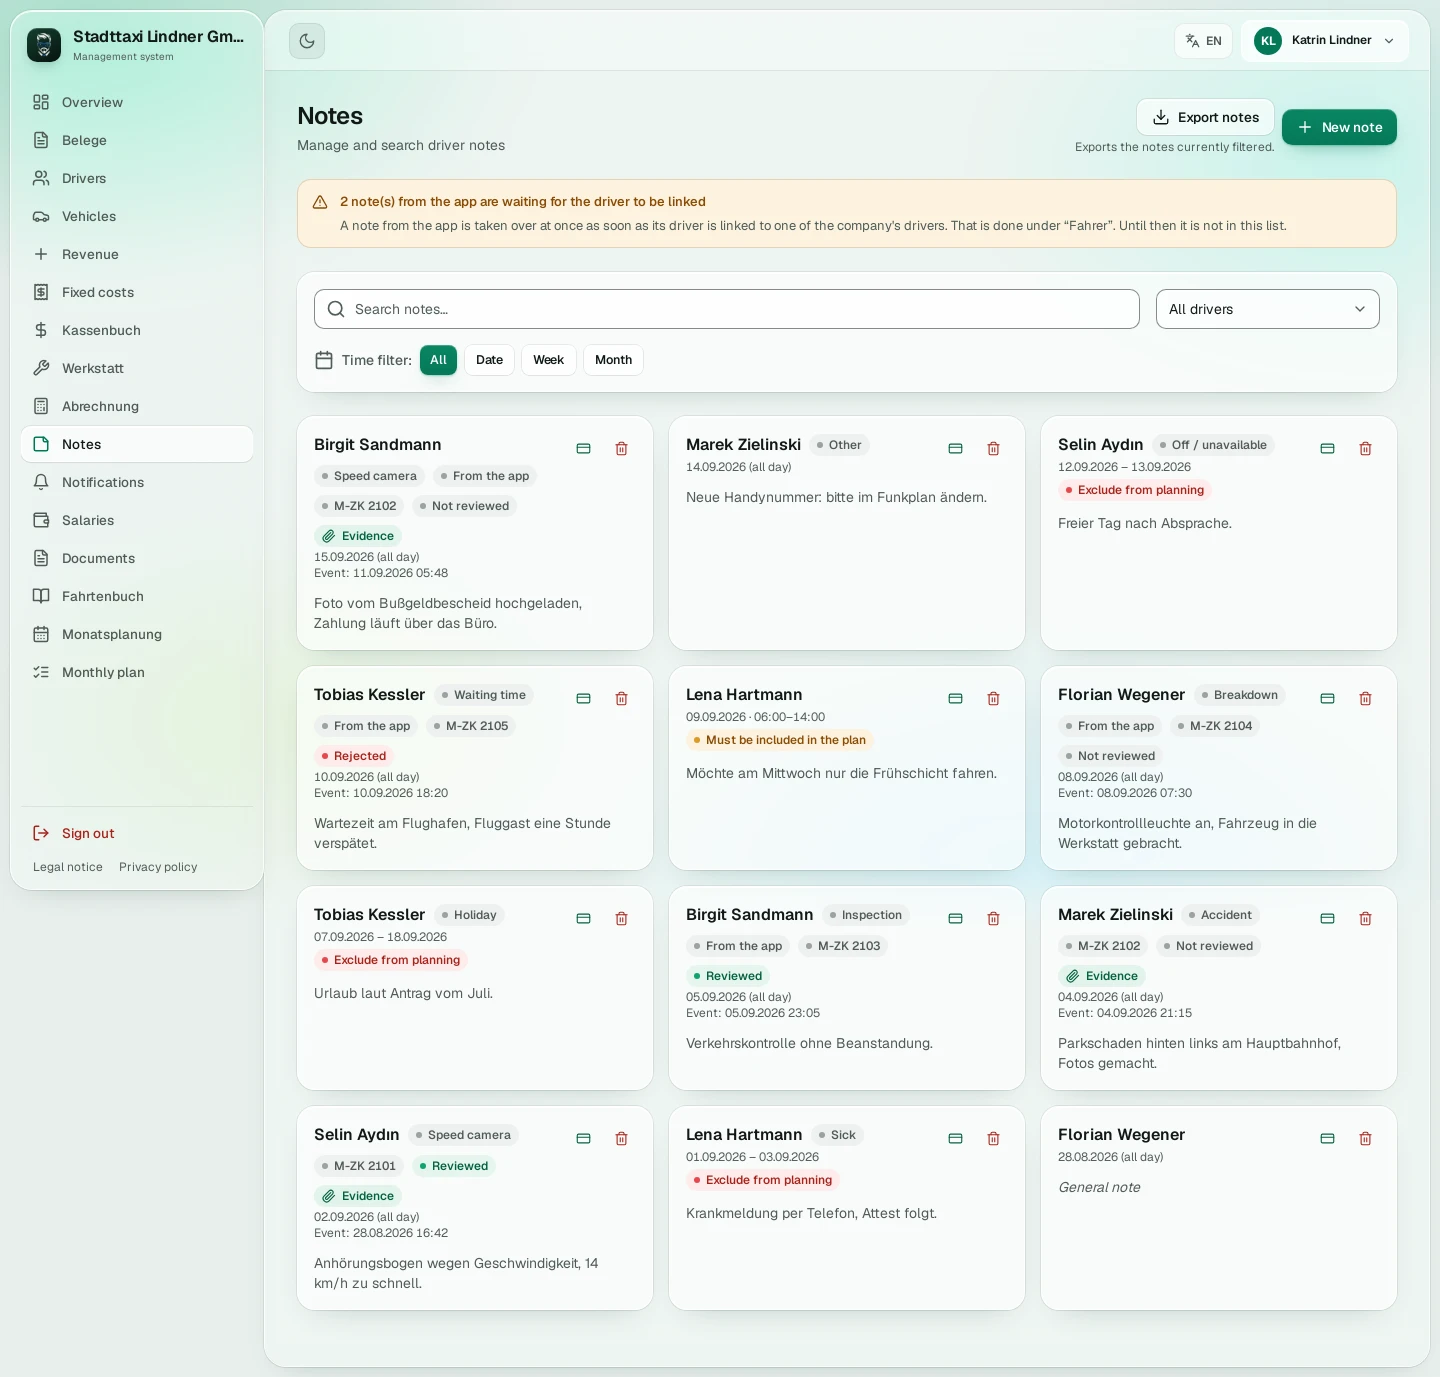 Stadttaxi Lindner Gm...
Management system
Overview
Belege
Drivers
Vehicles
Revenue
Fixed costs
Kassenbuch
Werkstatt
Abrechnung
Notes
Notifications
Salaries
Documents
Fahrtenbuch
Monatsplanung
Monthly plan
Sign out
Legal notice Privacy policy
EN
KL Katrin Lindner
Notes
Manage and search driver notes
Export notes
Exports the notes currently filtered.
New note
2 note(s) from the app are waiting for the driver to be linked
A note from the app is taken over at once as soon as its driver is linked to one of the company's drivers. That is done under “Fahrer”. Until then it is not in this list.
Search notes...
All drivers
Time filter: All Date Week Month
Birgit Sandmann
Speed camera From the app
M-ZK 2102 Not reviewed
Evidence
15.09.2026 (all day)
Event: 11.09.2026 05:48
Foto vom Bußgeldbescheid hochgeladen,
Zahlung läuft über das Büro.
Marek Zielinski Other
14.09.2026 (all day)
Neue Handynummer: bitte im Funkplan ändern.
Selin Aydın Off / unavailable
12.09.2026 – 13.09.2026
Exclude from planning
Freier Tag nach Absprache.
Tobias Kessler Waiting time
From the app M-ZK 2105
Rejected
10.09.2026 (all day)
Event: 10.09.2026 18:20
Wartezeit am Flughafen, Fluggast eine Stunde
verspätet.
Lena Hartmann
09.09.2026 · 06:00–14:00
Must be included in the plan
Möchte am Mittwoch nur die Frühschicht fahren.
Florian Wegener Breakdown
From the app M-ZK 2104
Not reviewed
08.09.2026 (all day)
Event: 08.09.2026 07:30
Motorkontrollleuchte an, Fahrzeug in die
Werkstatt gebracht.
Tobias Kessler Holiday
07.09.2026 – 18.09.2026
Exclude from planning
Urlaub laut Antrag vom Juli.
Birgit Sandmann Inspection
From the app M-ZK 2103
Reviewed
05.09.2026 (all day)
Event: 05.09.2026 23:05
Verkehrskontrolle ohne Beanstandung.
Marek Zielinski Accident
M-ZK 2102 Not reviewed
Evidence
04.09.2026 (all day)
Event: 04.09.2026 21:15
Parkschaden hinten links am Hauptbahnhof,
Fotos gemacht.
Selin Aydın Speed camera
M-ZK 2101 Reviewed
Evidence
02.09.2026 (all day)
Event: 28.08.2026 16:42
Anhörungsbogen wegen Geschwindigkeit, 14
km/h zu schnell.
Lena Hartmann Sick
01.09.2026 – 03.09.2026
Exclude from planning
Krankmeldung per Telefon, Attest folgt.
Florian Wegener
28.08.2026 (all day)
General note